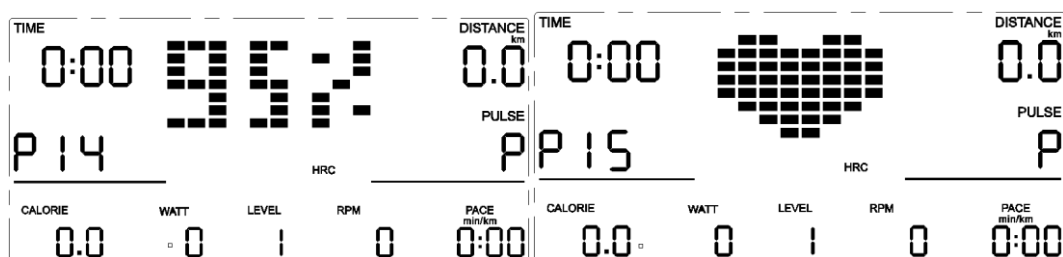 TIME DISTANCE
km
0:00 95% 0.0
PULSE
P14 P
HRC
CALORIE WATT LEVEL RPM PACE
min/km
0.0 0 1 0 0:00
TIME DISTANCE
km
0:00 0.0
PULSE
P15 P
HRC
CALORIE WATT LEVEL RPM PACE
min/km
0.0 0 1 0 0:00